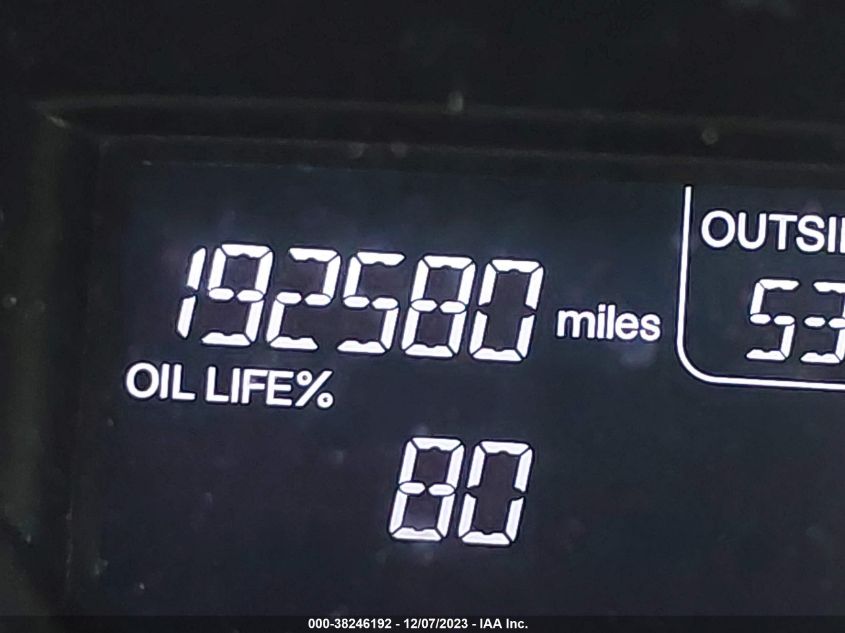 192580 miles
OUTSI
53
OIL LIFE%
80
000-38246192 - 12/07/2023 - IAA Inc.